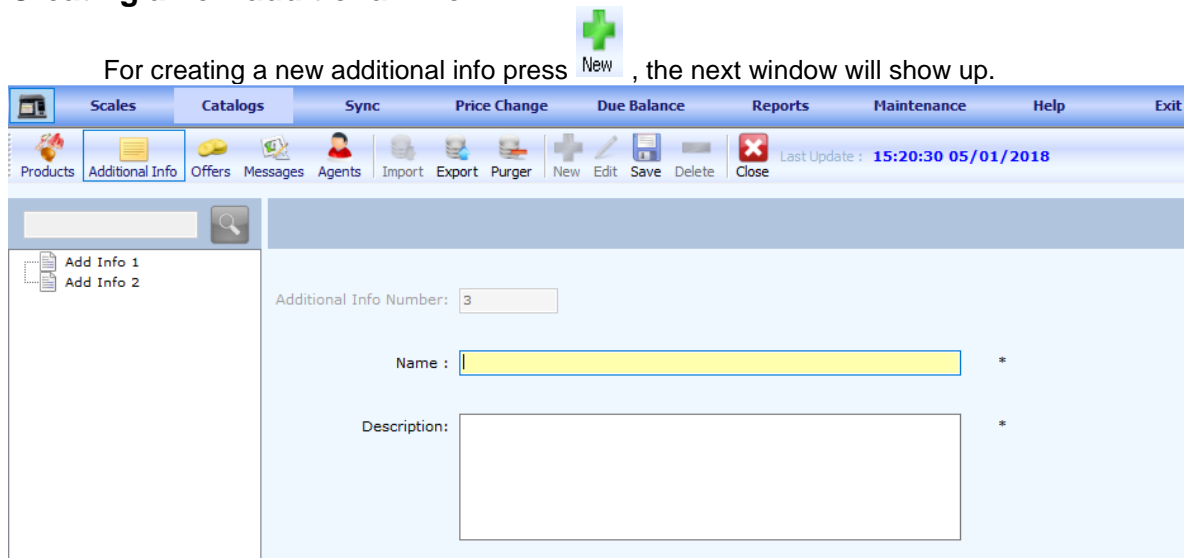 For creating a new additional info press New , the next window will show up.
Scales Catalogs Sync Price Change Due Balance Reports Maintenance Help Exit
Products Additional Info Offers Messages Agents Import Export Purger New Edit Save Delete Close Last Update : 15:20:30 05/01/2018
Add Info 1
Add Info 2
Additional Info Number: 3
Name : *
Description: *